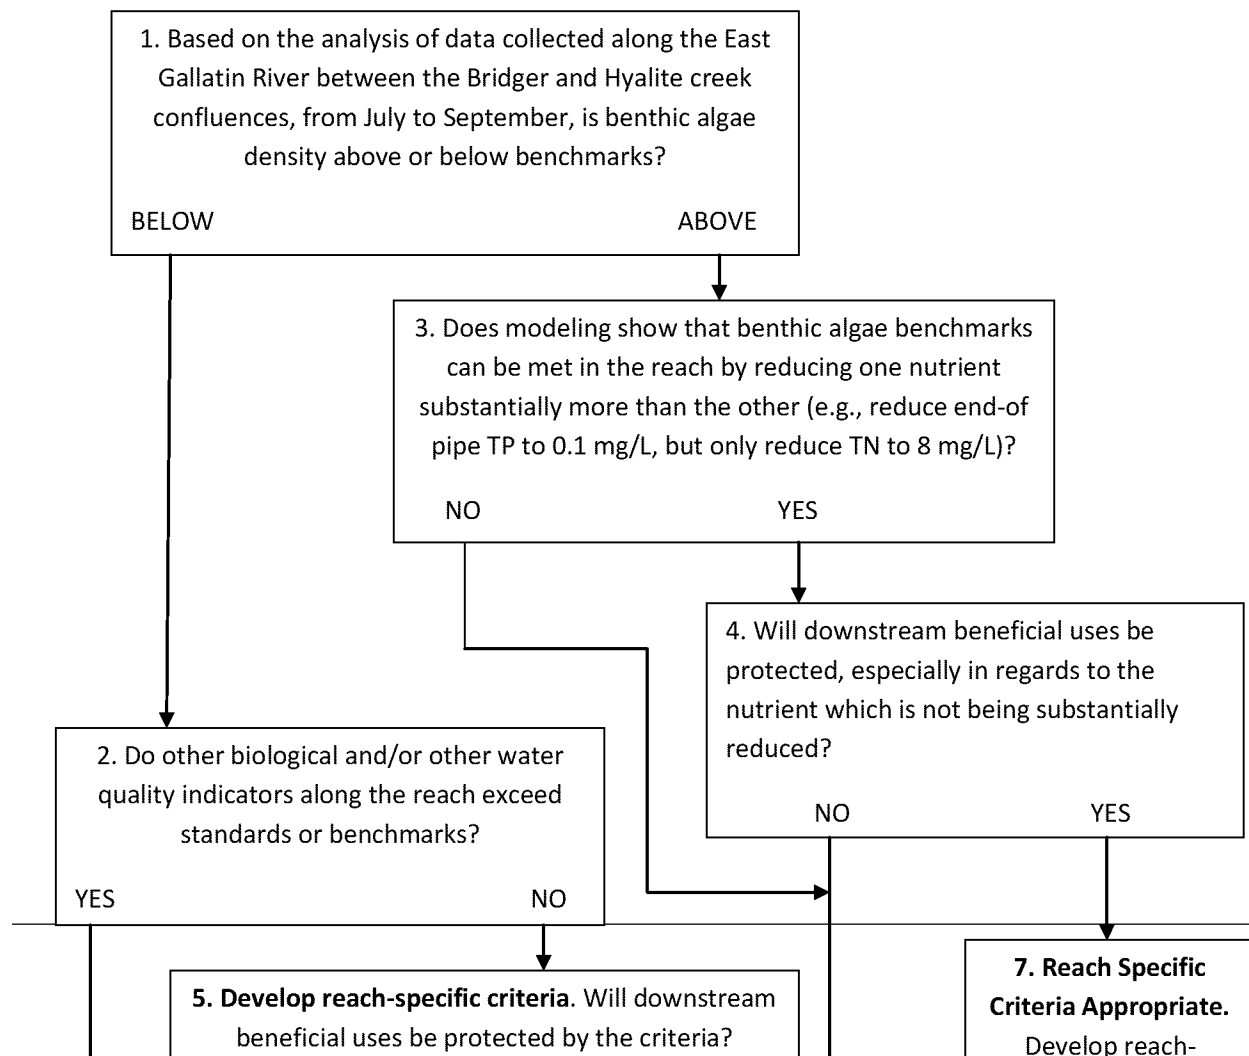 1. Based on the analysis of data collected along the East
Gallatin River between the Bridger and Hyalite creek
confluences, from July to September, is benthic algae
density above or below benchmarks?
BELOW ABOVE
3. Does modeling show that benthic algae benchmarks
can be met in the reach by reducing one nutrient
substantially more than the other (e.g., reduce end-of
pipe TP to 0.1 mg/L, but only reduce TN to 8 mg/L)?
NO YES
4. Will downstream beneficial uses be
protected, especially in regards to the
nutrient which is not being substantially
reduced?
NO YES
2. Do other biological and/or other water
quality indicators along the reach exceed
standards or benchmarks?
YES NO
5. Develop reach-specific criteria. Will downstream
beneficial uses be protected by the criteria?
7. Reach Specific
Criteria Appropriate.
Develop reach-